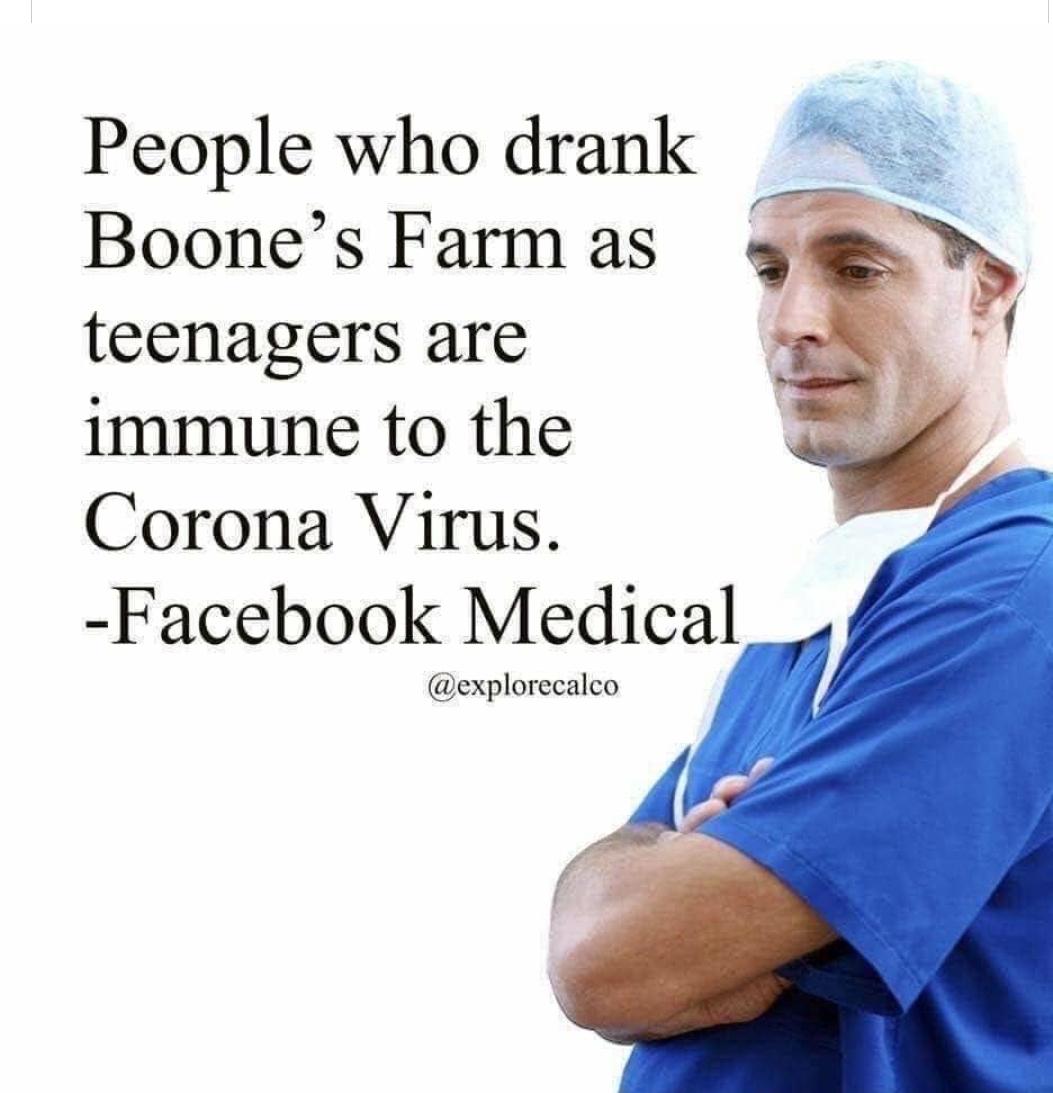 People who drank
Boone’s Farm as
teenagers are
immune to the
Corona Virus.
-Facebook Medical
@explorecalco